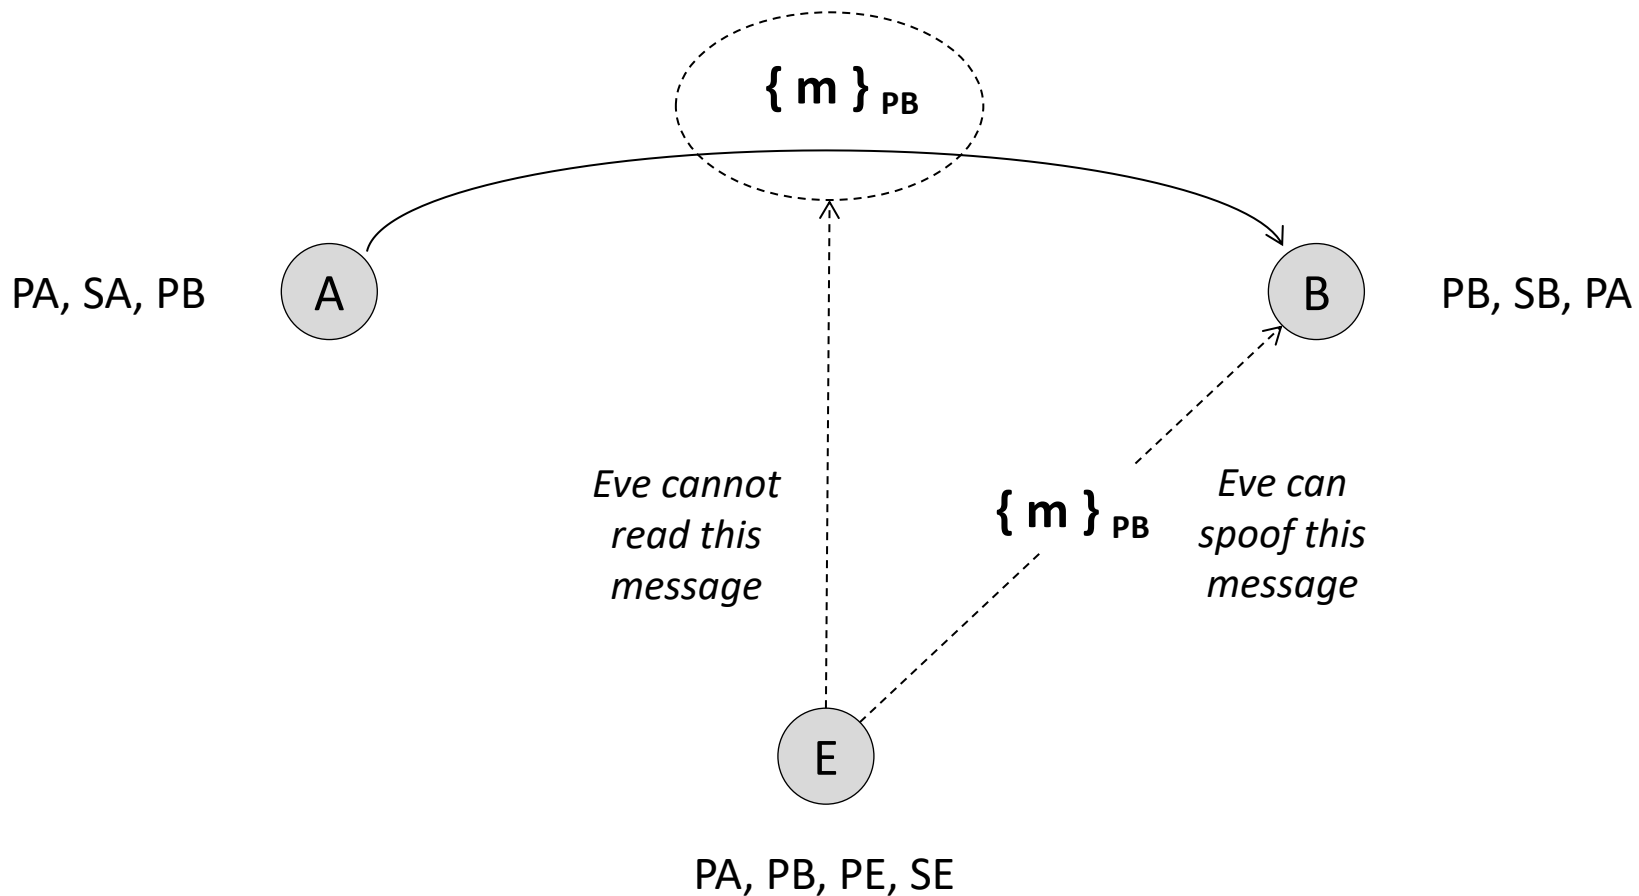 { m } PB
PA, SA, PB
A
B
PB, SB, PA
Eve cannot
read this
message
{ m } PB
Eve can
spoof this
message
E
PA, PB, PE, SE